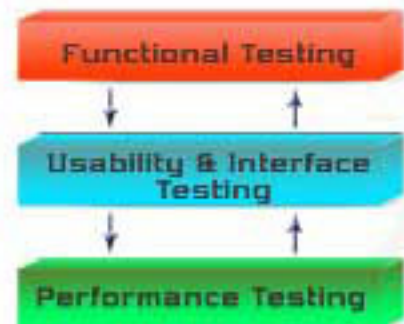 Functional Testing
Usability & Interface
Testing
Performance Testing